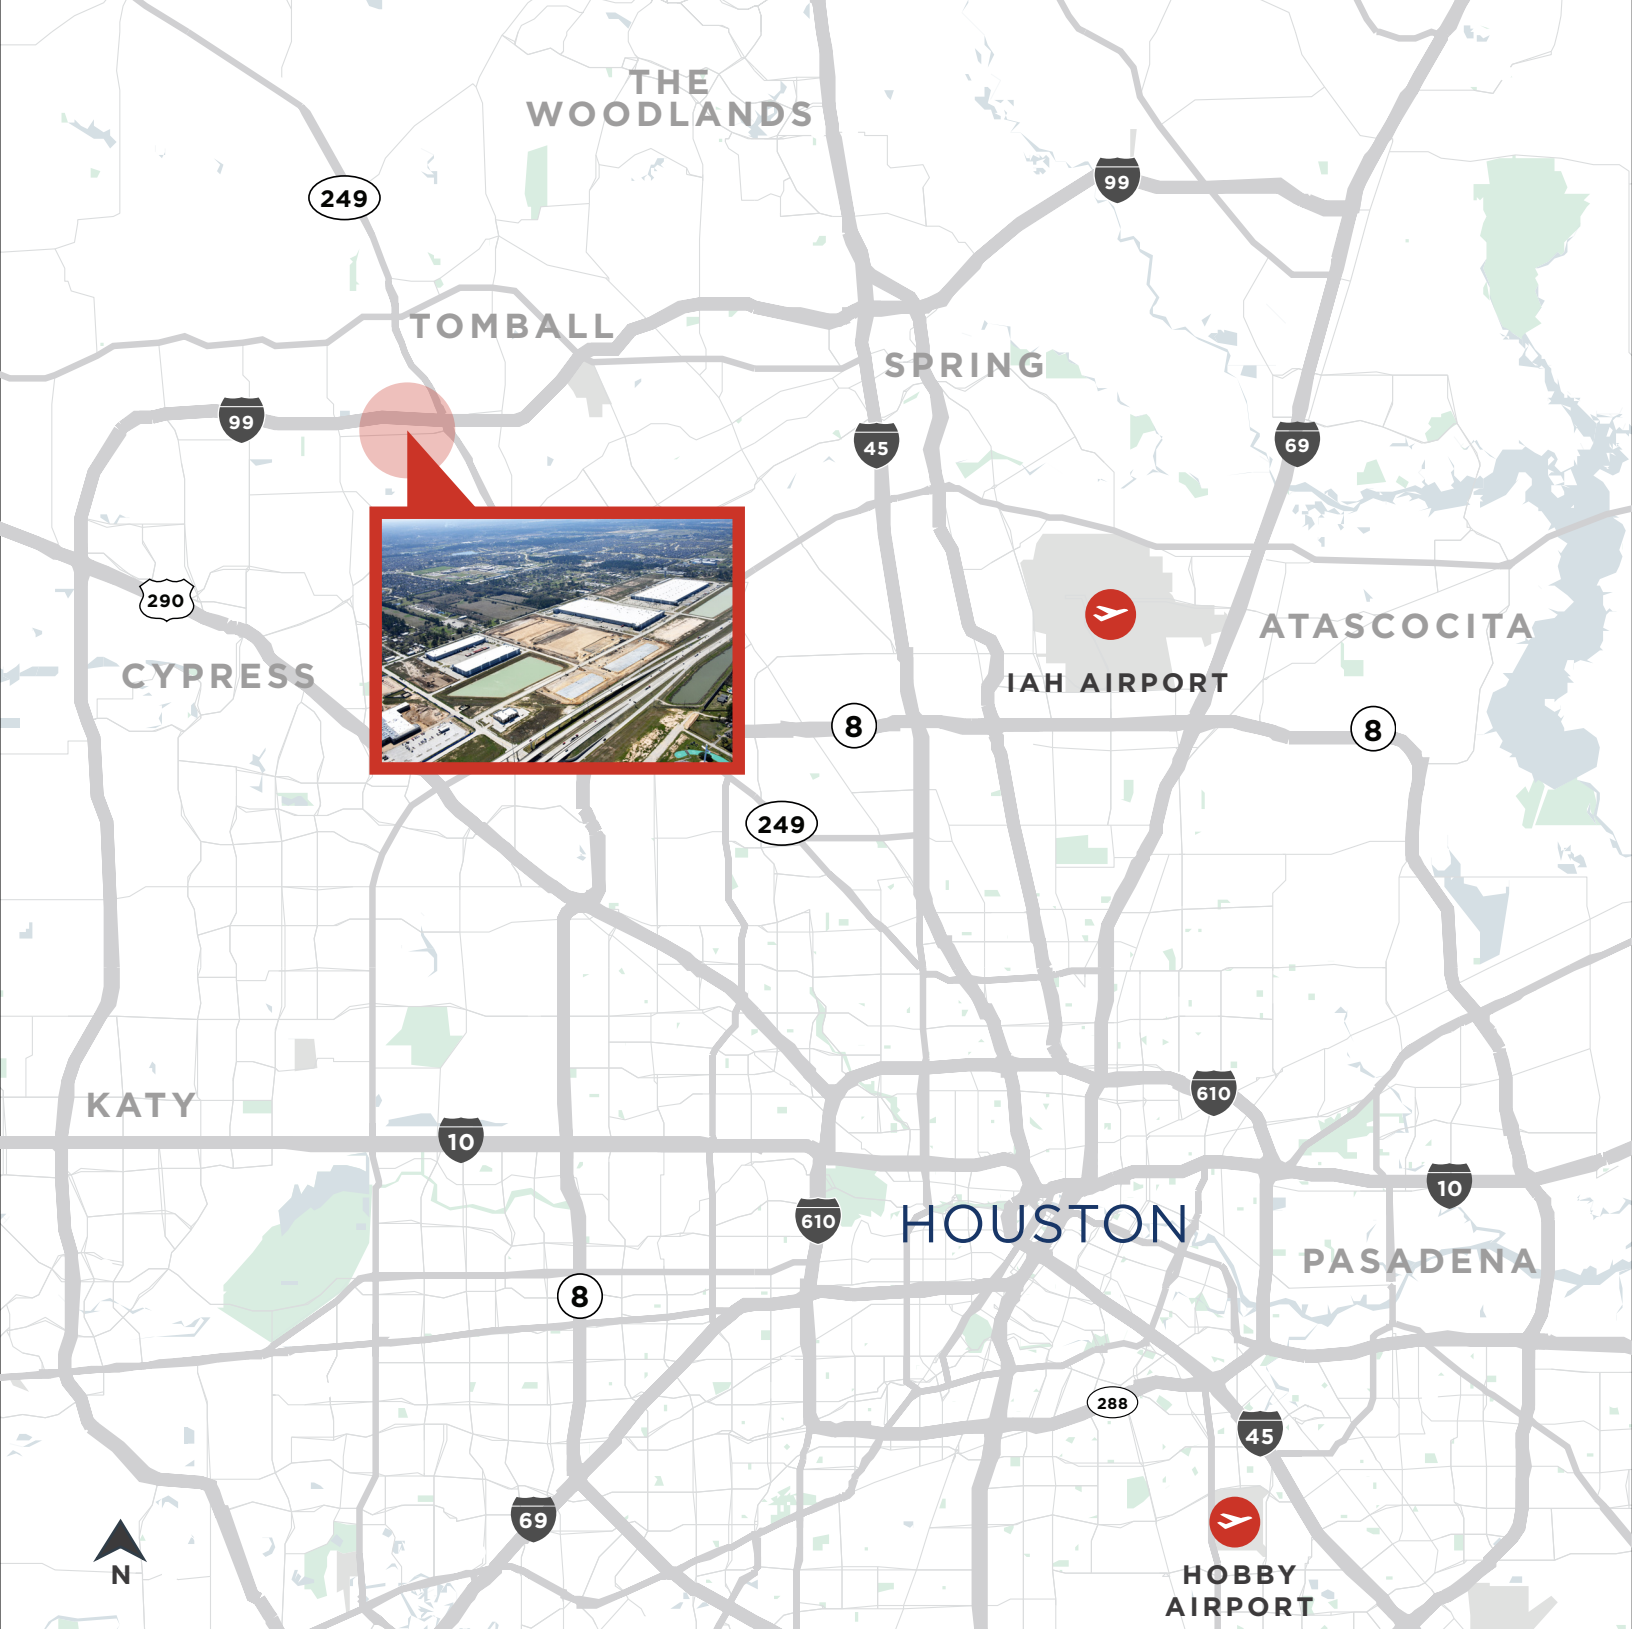 THE
WOODLANDS
99
249
TOMBALL
SPRING
99
45
69
290
ATASCOCITA
CYPRESS
IAH AIRPORT
8
8
249
610
KATY
10
10
610
HOUSTON
PASADENA
8
288
45
69
N
HOBBY
AIRPORT